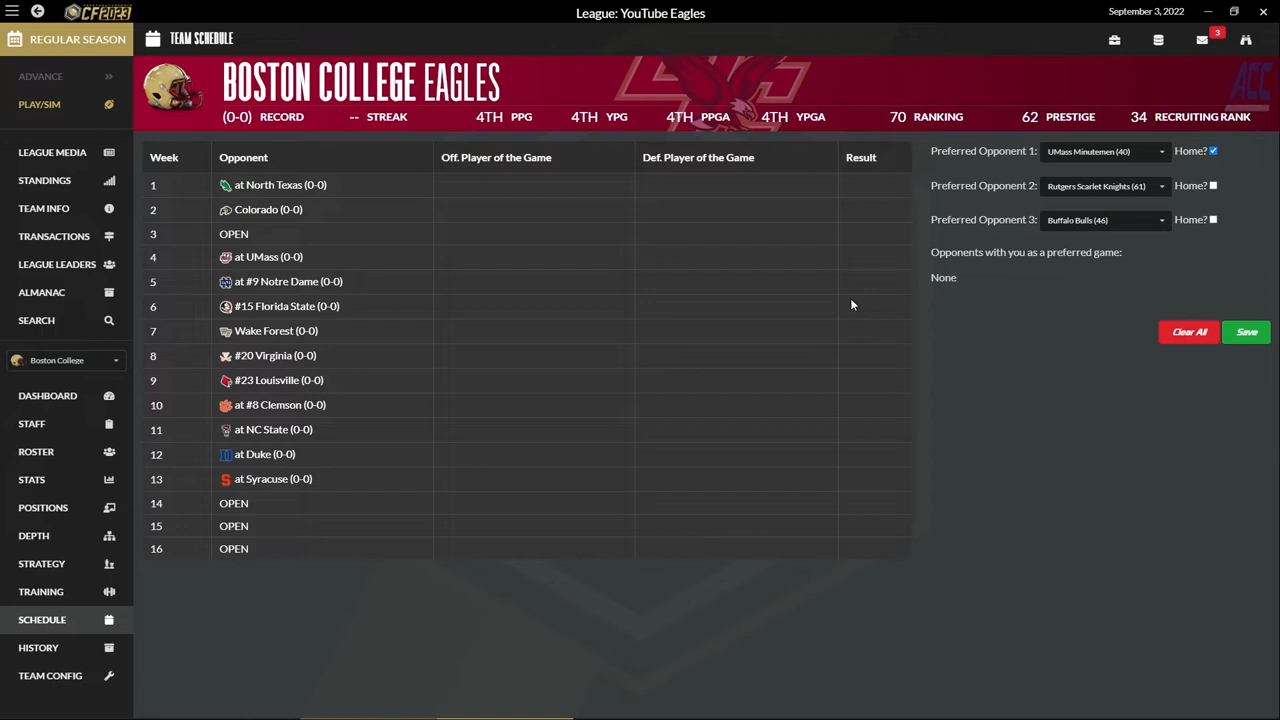 CF2023
League: YouTube Eagles
September 3, 2022
REGULAR SEASON
TEAM SCHEDULE
3
ADVANCE
PLAY/SIM
LEAGUE MEDIA
STANDINGS
TEAM INFO
TRANSACTIONS
LEAGUE LEADERS
ALMANAC
SEARCH
Boston College
DASHBOARD
STAFF
ROSTER
STATS
POSITIONS
DEPTH
STRATEGY
TRAINING
SCHEDULE
HISTORY
TEAM CONFIG
BOSTON COLLEGE EAGLES
ACC
(0-0) RECORD -- STREAK 4TH PPG 4TH YPG 4TH PPGA 4TH YPGA 70 RANKING 62 PRESTIGE 34 RECRUITING RANK
Week Opponent Off. Player of the Game Def. Player of the Game Result
1 at North Texas (0-0)
2 Colorado (0-0)
3 OPEN
4 at UMass (0-0)
5 at #9 Notre Dame (0-0)
6 #15 Florida State (0-0)
7 Wake Forest (0-0)
8 #20 Virginia (0-0)
9 #23 Louisville (0-0)
10 at #8 Clemson (0-0)
11 at NC State (0-0)
12 at Duke (0-0)
13 at Syracuse (0-0)
14 OPEN
15 OPEN
16 OPEN
Preferred Opponent 1: UMass Minutemen (40) Home?
Preferred Opponent 2: Rutgers Scarlet Knights (61) Home?
Preferred Opponent 3: Buffalo Bulls (46) Home?
Opponents with you as a preferred game:
None
Clear All Save